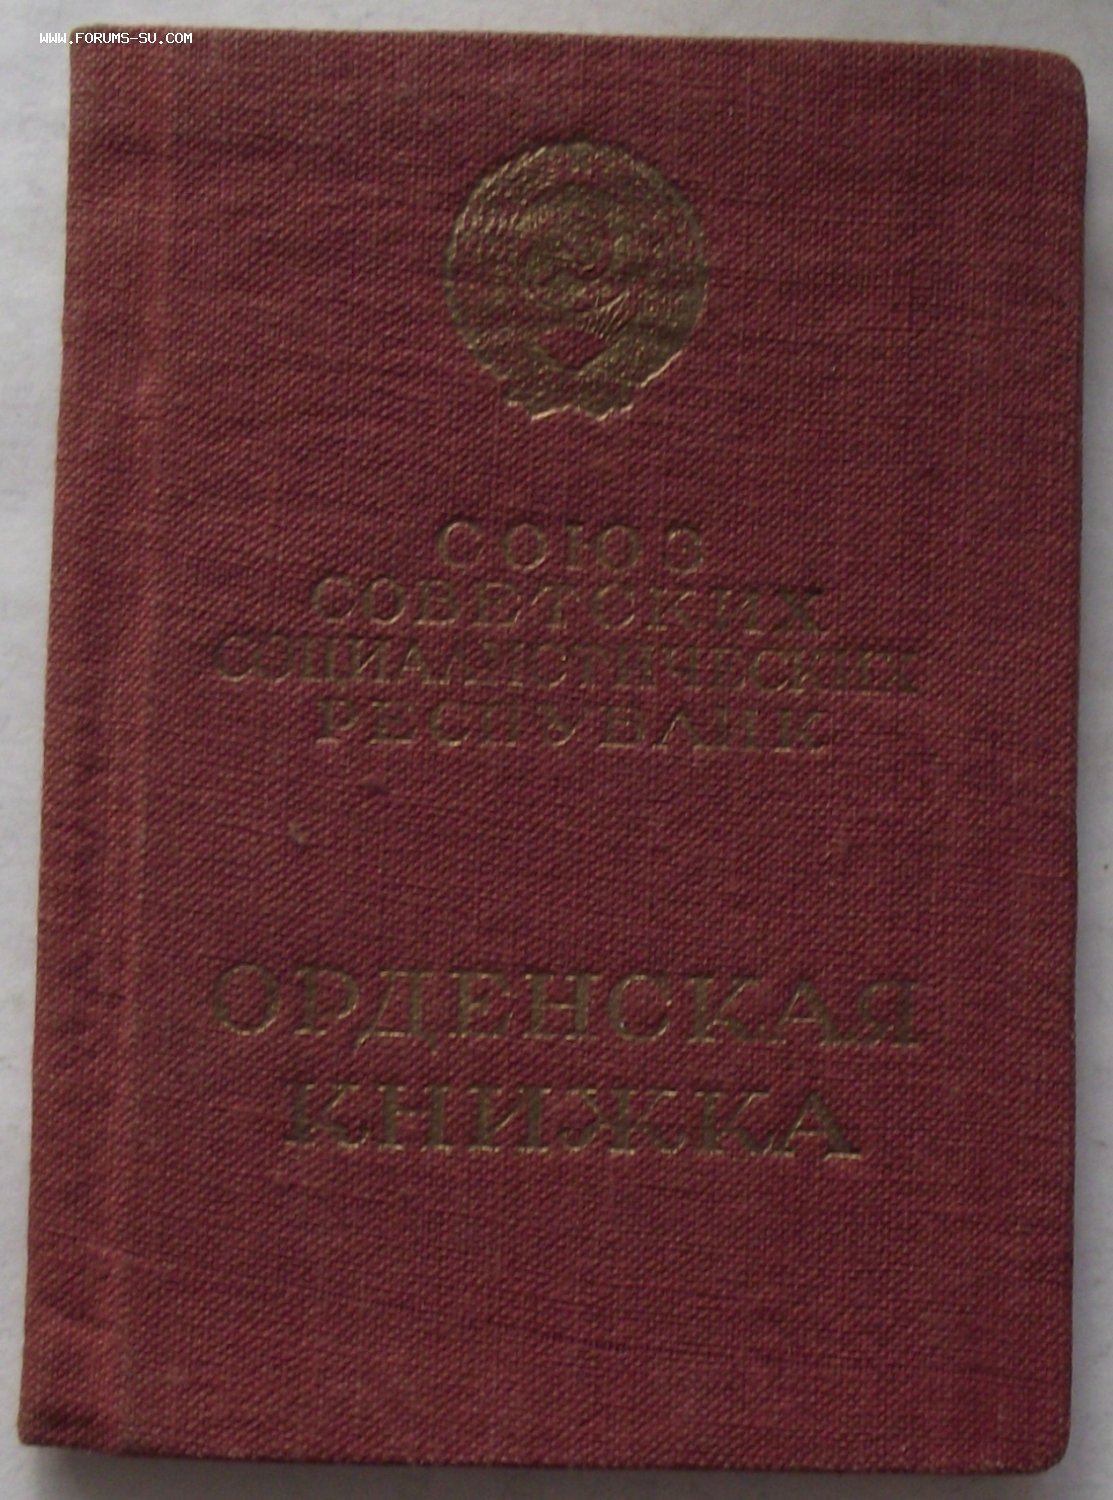 WWW.FORUMS-SU.COM
СОЮЗ
СОВЕТСКИХ
СОЦИАЛИСТИЧЕСКИХ
РЕСПУБЛИК
ОРДЕНСКАЯ
КНИЖКА